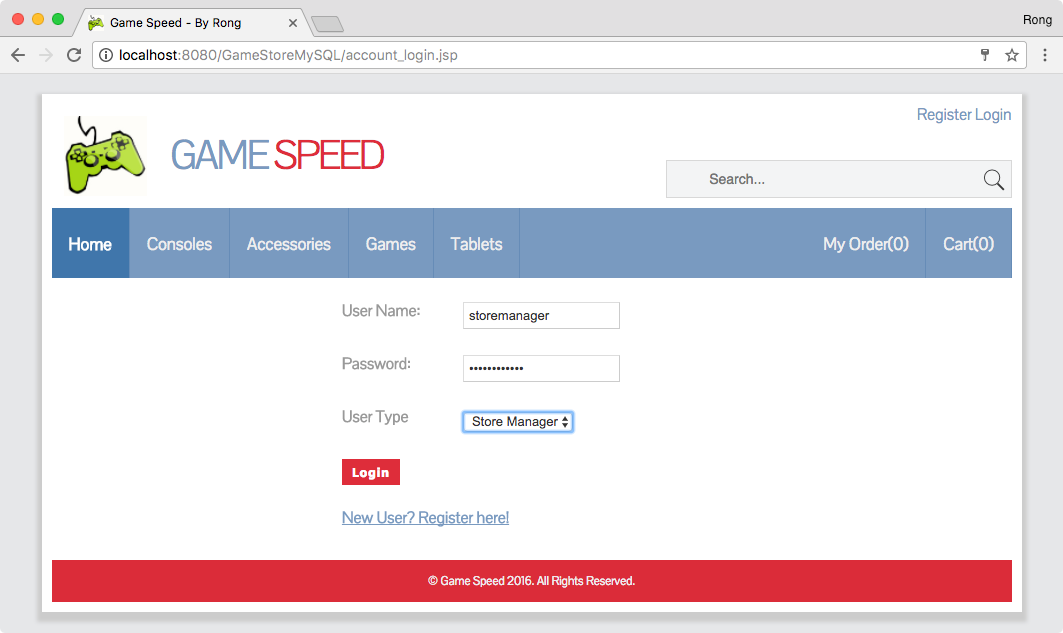 Game Speed - By Rong
Rong
localhost:8080/GameStoreMySQL/account_login.jsp
Register Login
GAME SPEED
Search...
Home Consoles Accessories Games Tablets My Order(0) Cart(0)
User Name: storemanager
Password: ••••••••••••
User Type Store Manager
Login
New User? Register here!
© Game Speed 2016. All Rights Reserved.